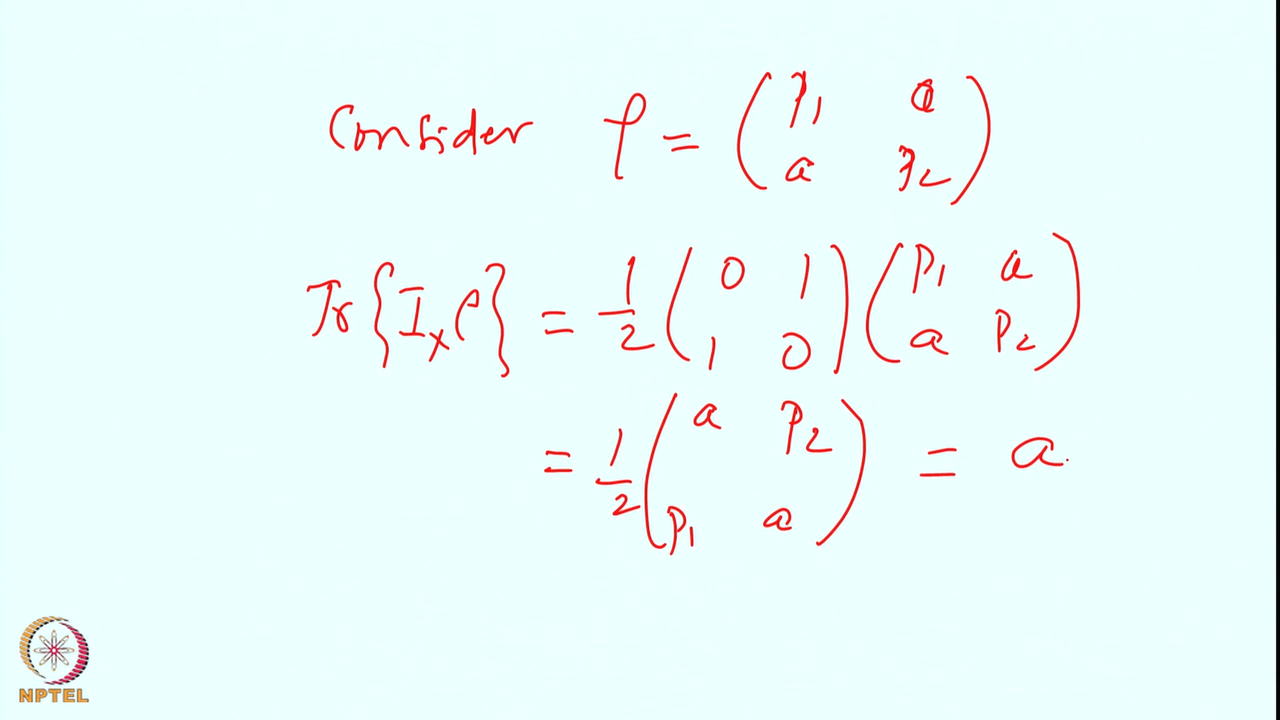 Consider ρ = ( p₁ a
a p₂ )
Tr{Iₓρ} = 1/2 ( 0 1
1 0 ) ( p₁ a
a p₂ )
= 1/2 ( a p₂
p₁ a ) = a.
NPTEL